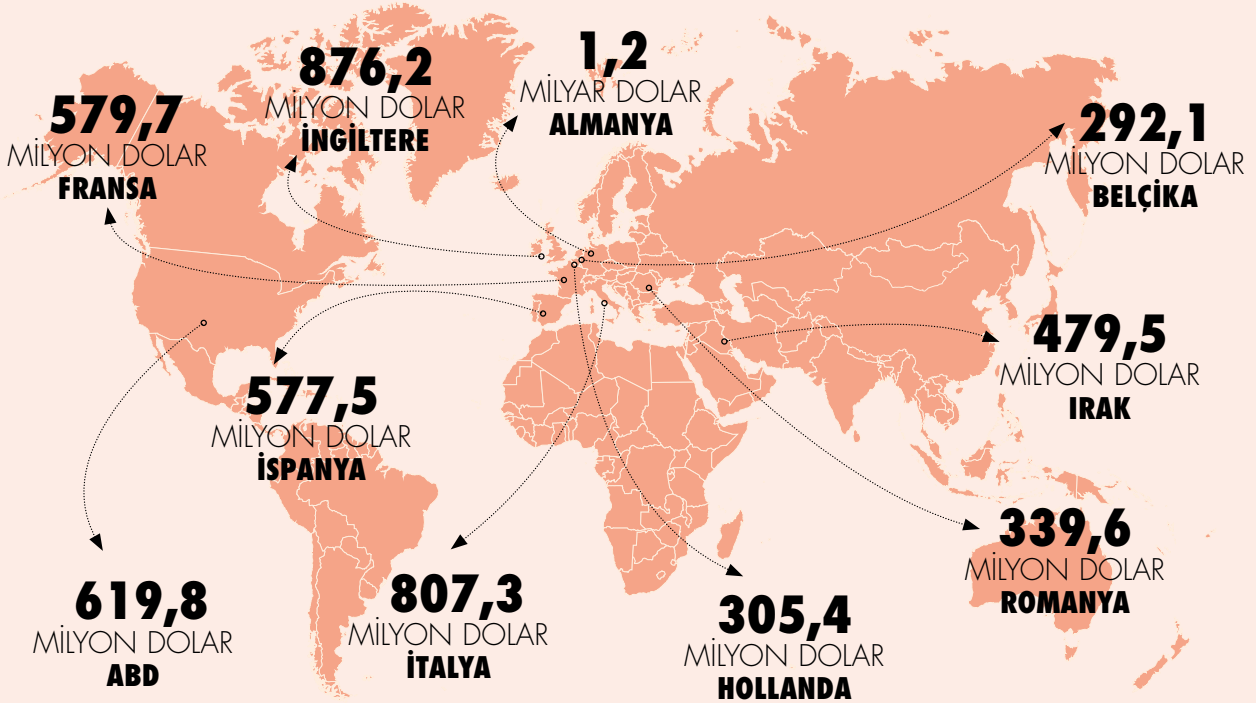 1,2
MİLYAR DOLAR
ALMANYA
876,2
MİLYON DOLAR
İNGİLTERE
579,7
MİLYON DOLAR
FRANSA
292,1
MİLYON DOLAR
BELÇİKA
479,5
MİLYON DOLAR
IRAK
577,5
MİLYON DOLAR
İSPANYA
339,6
MİLYON DOLAR
ROMANYA
619,8
MİLYON DOLAR
ABD
807,3
MİLYON DOLAR
İTALYA
305,4
MİLYON DOLAR
HOLLANDA